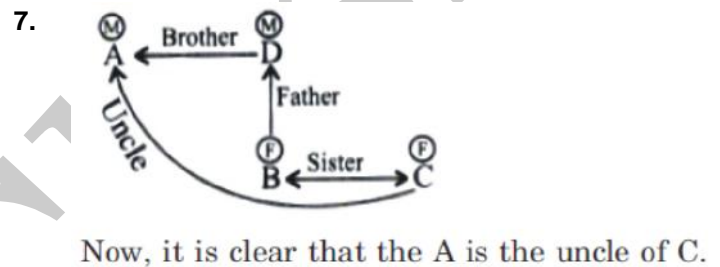 7.
M M
A Brother D
Father
Uncle
F Sister F
B C
Now, it is clear that the A is the uncle of C.